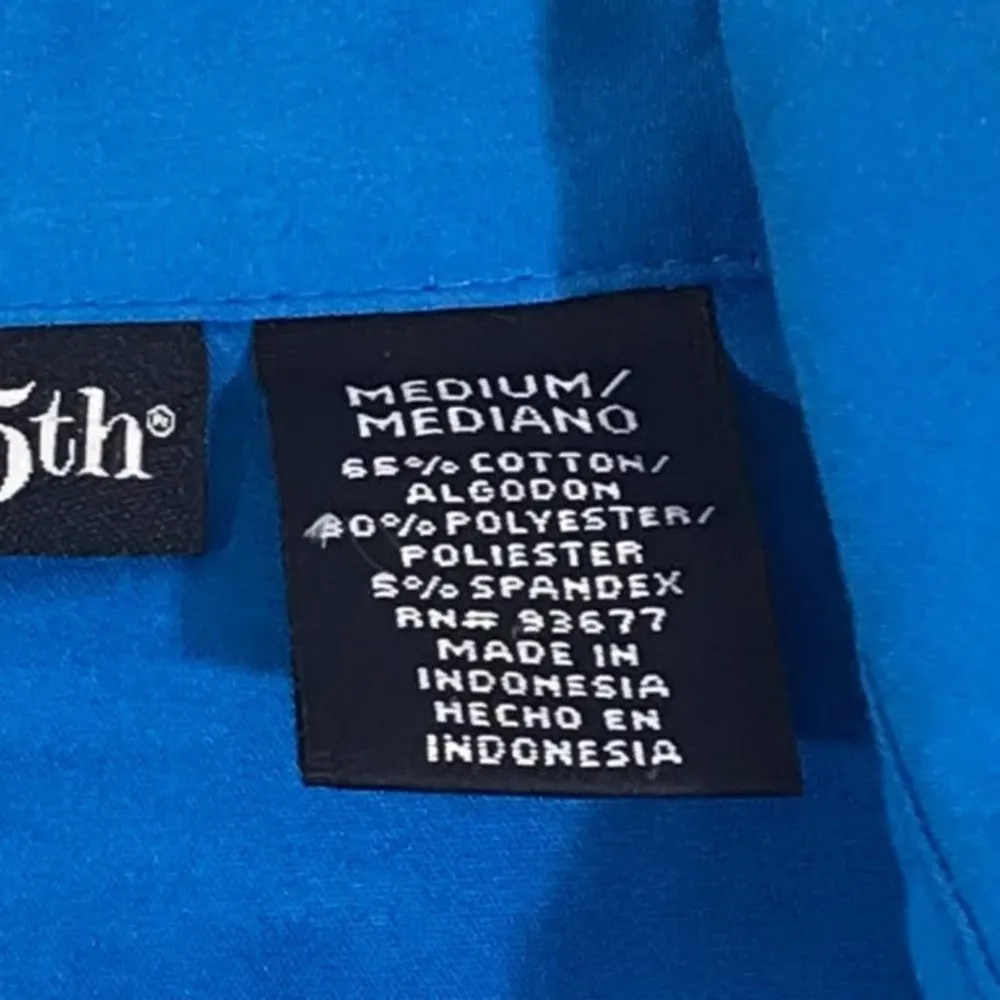 5th®
MEDIUM/
MEDIANO
65% COTTON/
ALGODON
30% POLYESTER/
POLIESTER
5% SPANDEX
RN# 93677
MADE IN
INDONESIA
HECHO EN
INDONESIA